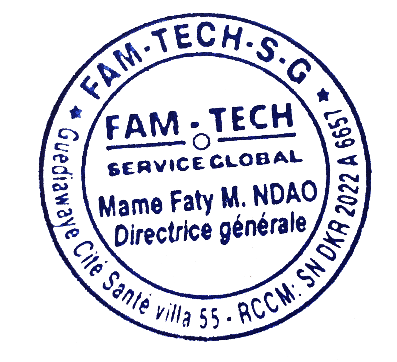 ★ FAM-TECH-S-G ★
FAM - TECH
SERVICE GLOBAL
Mame Faty M. NDAO
Directrice générale
Guediawaye Cité Santé villa 55 - RCCM: SN DKR 2022 A 6657